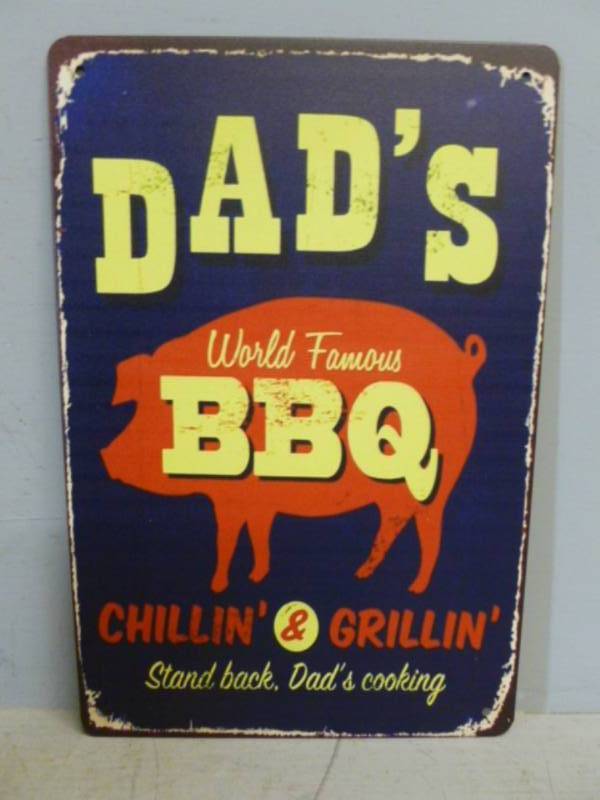 DAD'S
World Famous
BBQ
CHILLIN' & GRILLIN'
Stand back, Dad's cooking